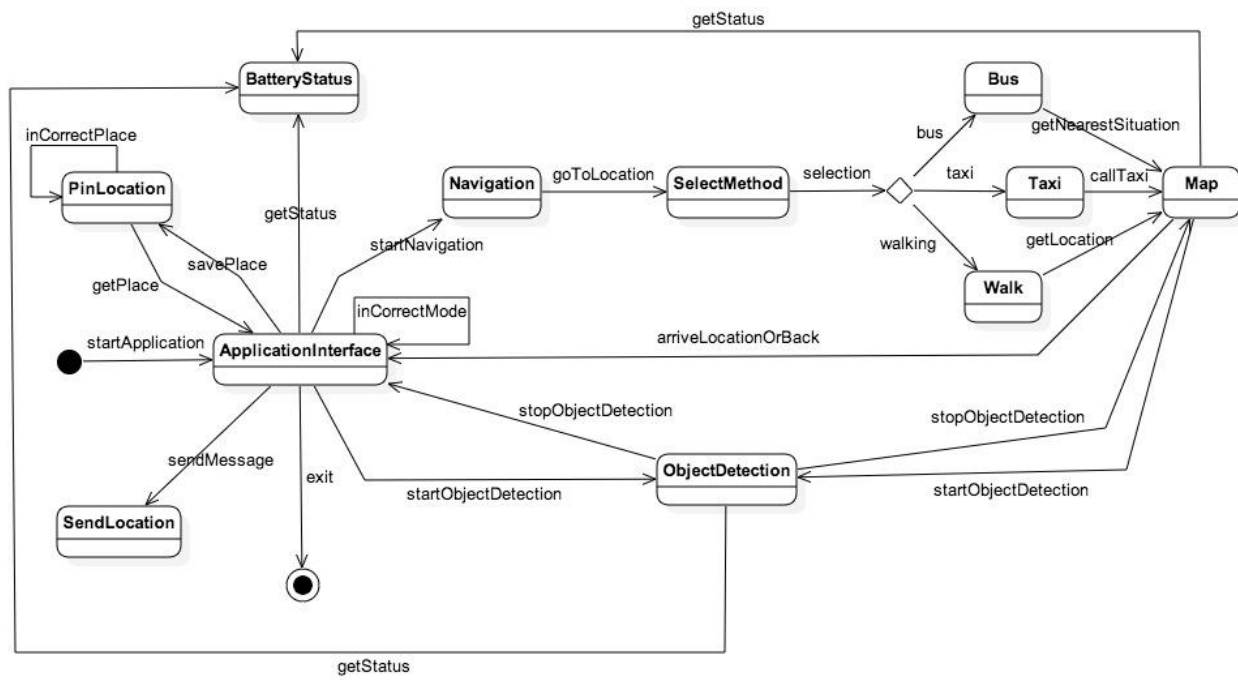 getStatus
BatteryStatus
Bus
inCorrectPlace
bus
getNearestSituation
PinLocation
Navigation
goToLocation
SelectMethod
selection
taxi
Taxi
callTaxi
Map
getStatus
startNavigation
walking
getLocation
savePlace
getPlace
Walk
inCorrectMode
startApplication
ApplicationInterface
arriveLocationOrBack
stopObjectDetection
stopObjectDetection
sendMessage
exit
ObjectDetection
startObjectDetection
startObjectDetection
SendLocation
getStatus